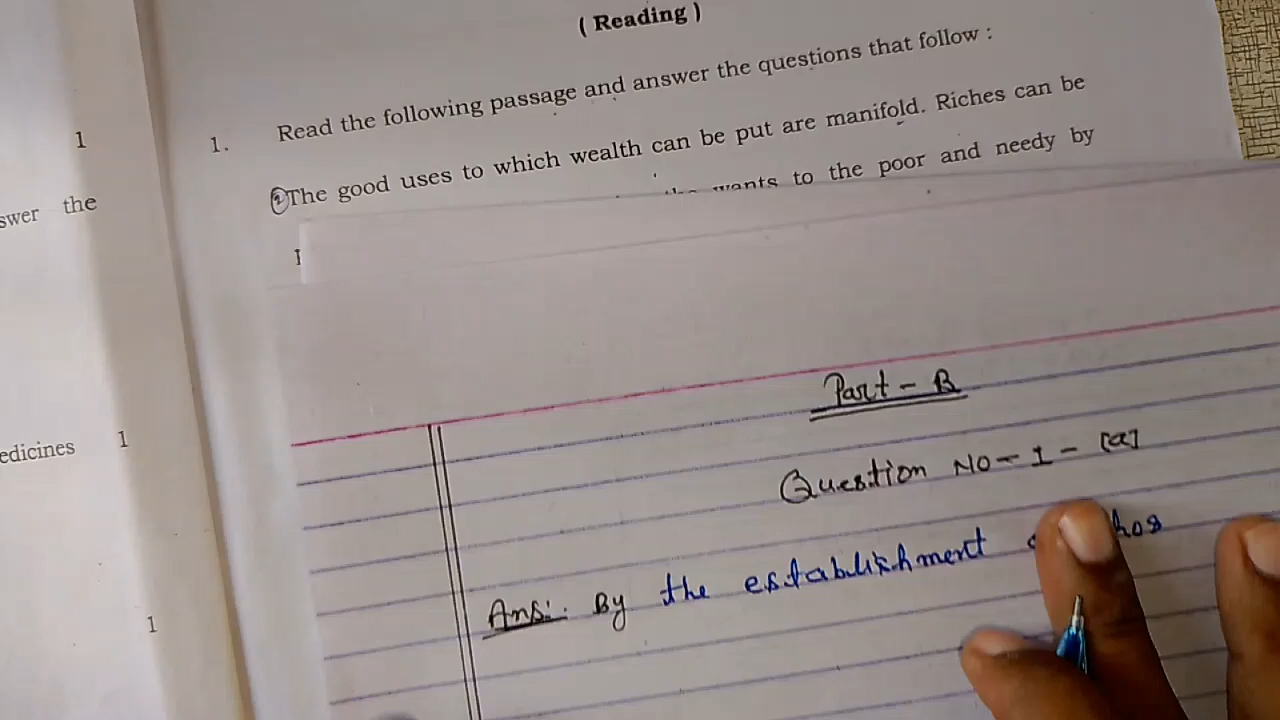 ( Reading )
1
1. Read the following passage and answer the questions that follow :
swer the
The good uses to which wealth can be put are manifold. Riches can be
wants to the poor and needy by
edicines 1
1
Part - B
Question No - 1 - [a]
Ans:. By the establishment hos